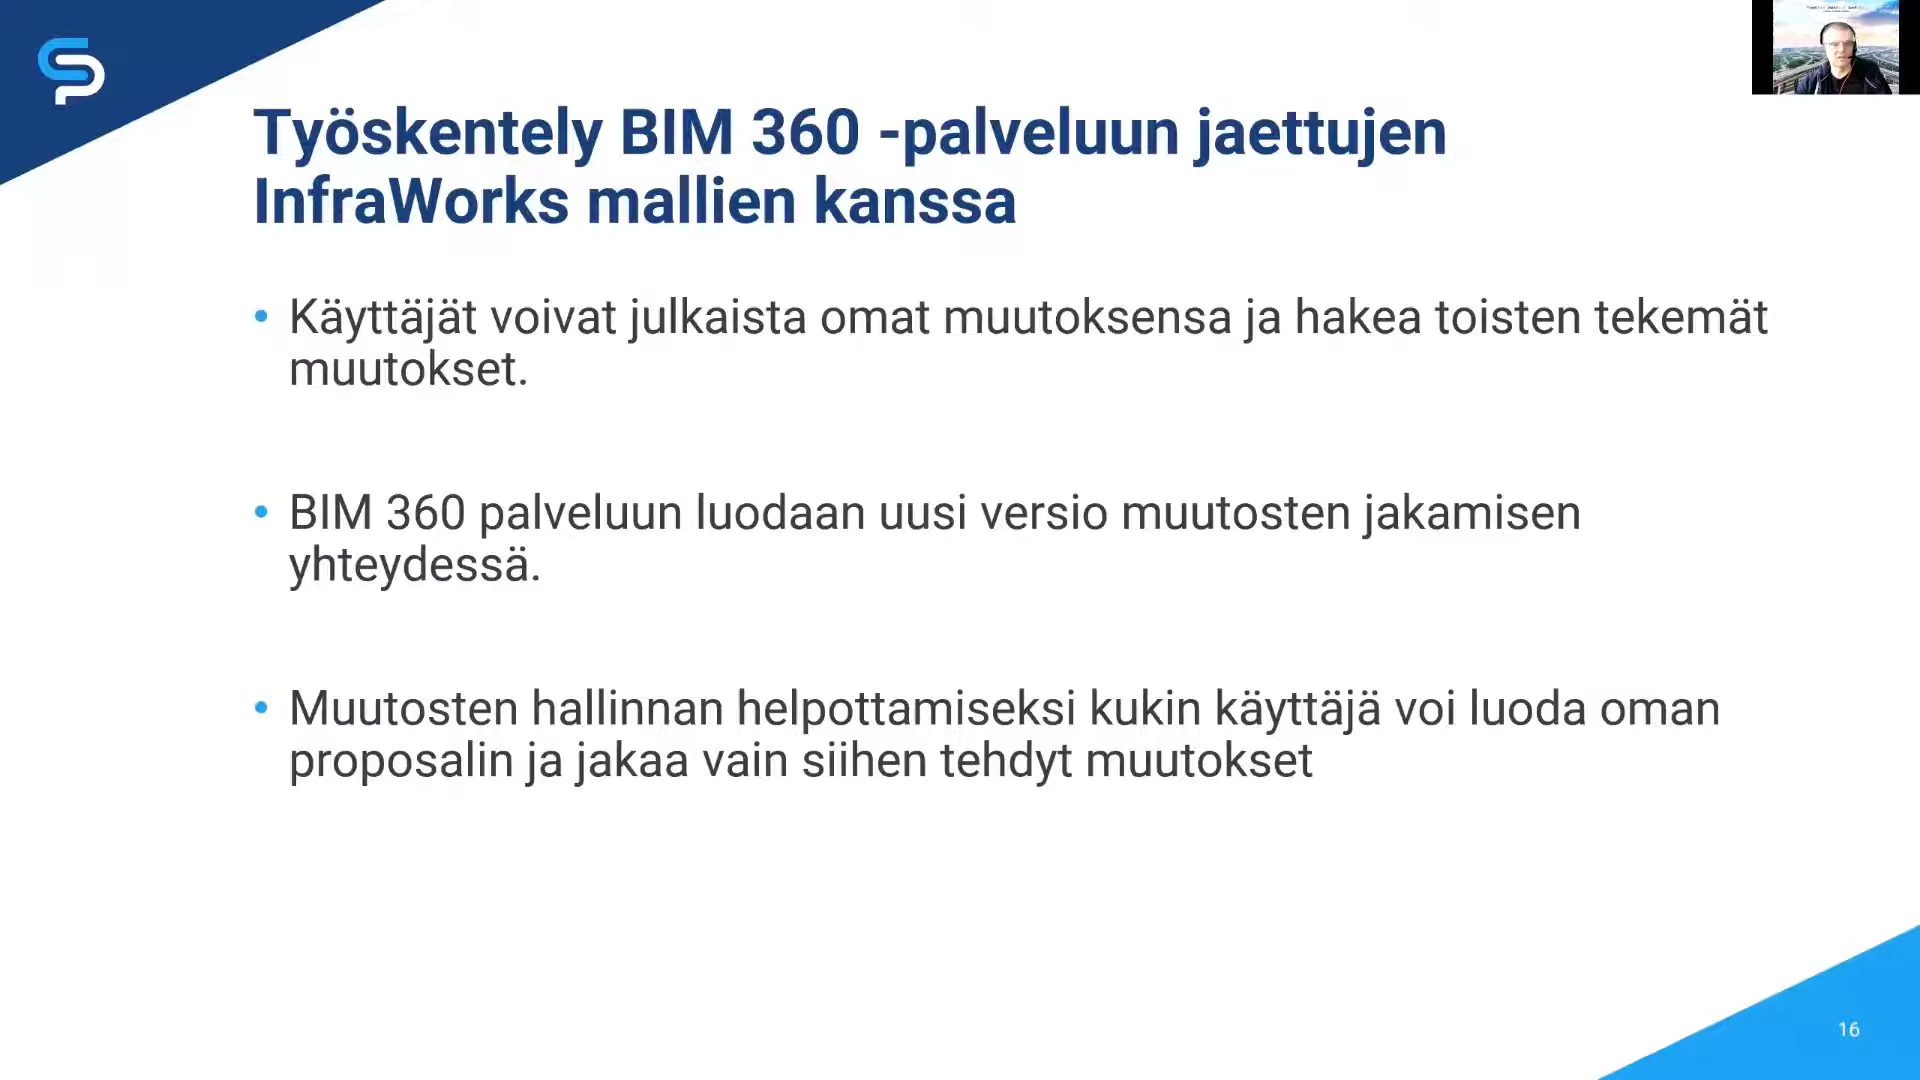 Työskentely BIM 360 -palveluun jaettujen
InfraWorks mallien kanssa
• Käyttäjät voivat julkaista omat muutoksensa ja hakea toisten tekemät
muutokset.
• BIM 360 palveluun luodaan uusi versio muutosten jakamisen
yhteydessä.
• Muutosten hallinnan helpottamiseksi kukin käyttäjä voi luoda oman
proposalin ja jakaa vain siihen tehdyt muutokset
16